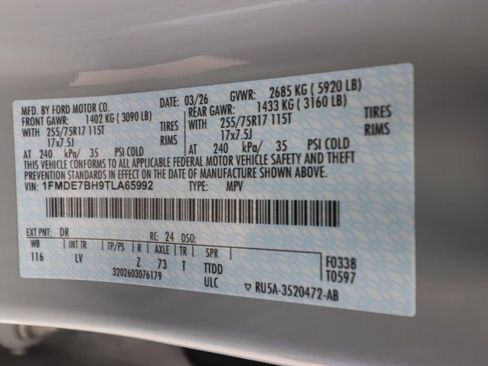 MFD. BY FORD MOTOR CO.
03/26 GVWR: 2685 KG ( 5920 LB)
FRONT GAWR: 1402 KG ( 3090 LB) REAR GAWR: 1433 KG ( 3160 LB)
WITH 255/75R17 115T TIRES WITH 255/75R17 115T TIRES
17x7.5J RIMS 17x7.5J RIMS
AT 240 kPa/ 35 PSI COLD AT 240 kPa/ 35 PSI COLD
THIS VEHICLE CONFORMS TO ALL APPLICABLE FEDERAL MOTOR VEHICLE SAFETY AND THEFT
PREVENTION STANDARDS IN EFFECT ON THE DATE OF MANUFACTURE SHOWN ABOVE.
1FMDE7BH9TLA65992 TYPE: MPV
EXT PNT: DR RC: 24 DSO: F0338
WB INT TR TP/PS R AXLE TR SPR T0597
116 LV Z 73 T TTDD
3202603076179 ULC RU5A-3520472-AB